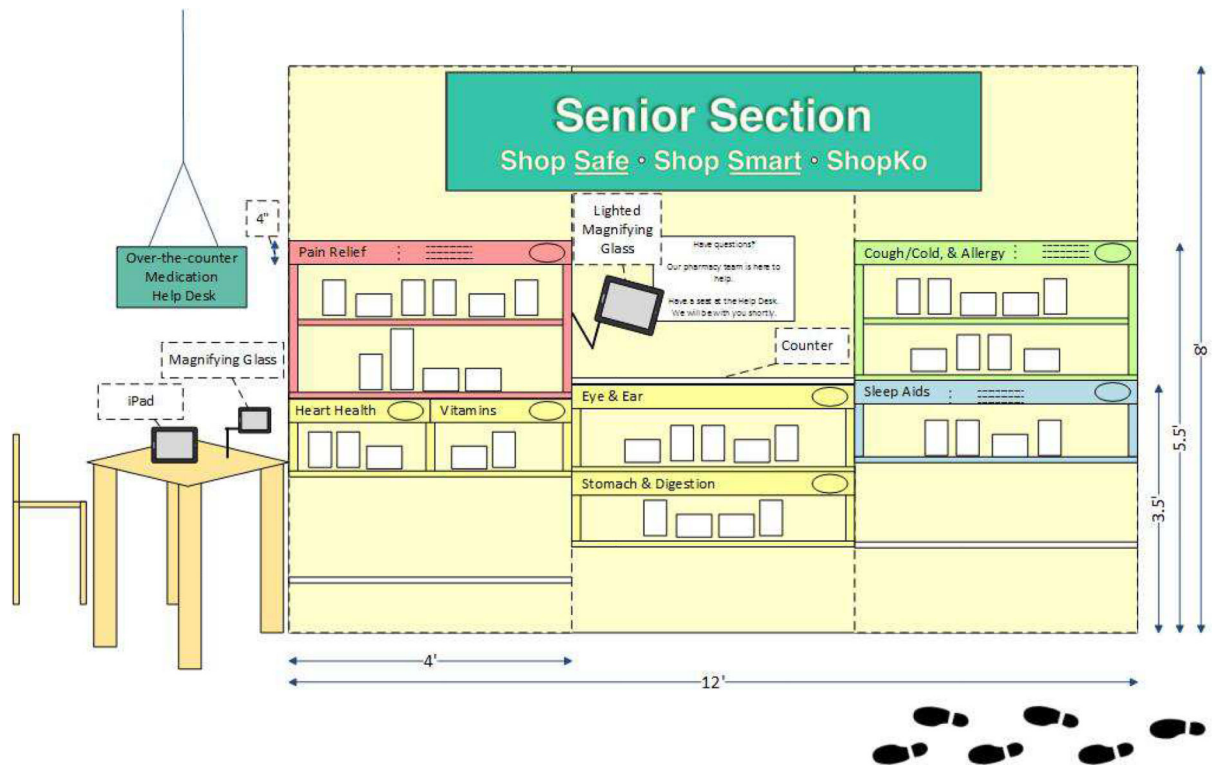 Senior Section
Shop Safe • Shop Smart • ShopKo
Lighted
Magnifying
Glass
4"
Over-the-counter
Medication
Help Desk
Pain Relief
Have questions?
Our pharmacy team is here to
help.
Have a seat at the Help Desk.
We will be with you shortly.
Cough/Cold, & Allergy
Counter
Magnifying Glass
iPad
Heart Health
Vitamins
Eye & Ear
Sleep Aids
Stomach & Digestion
8'
5.5'
3.5'
4'
12'